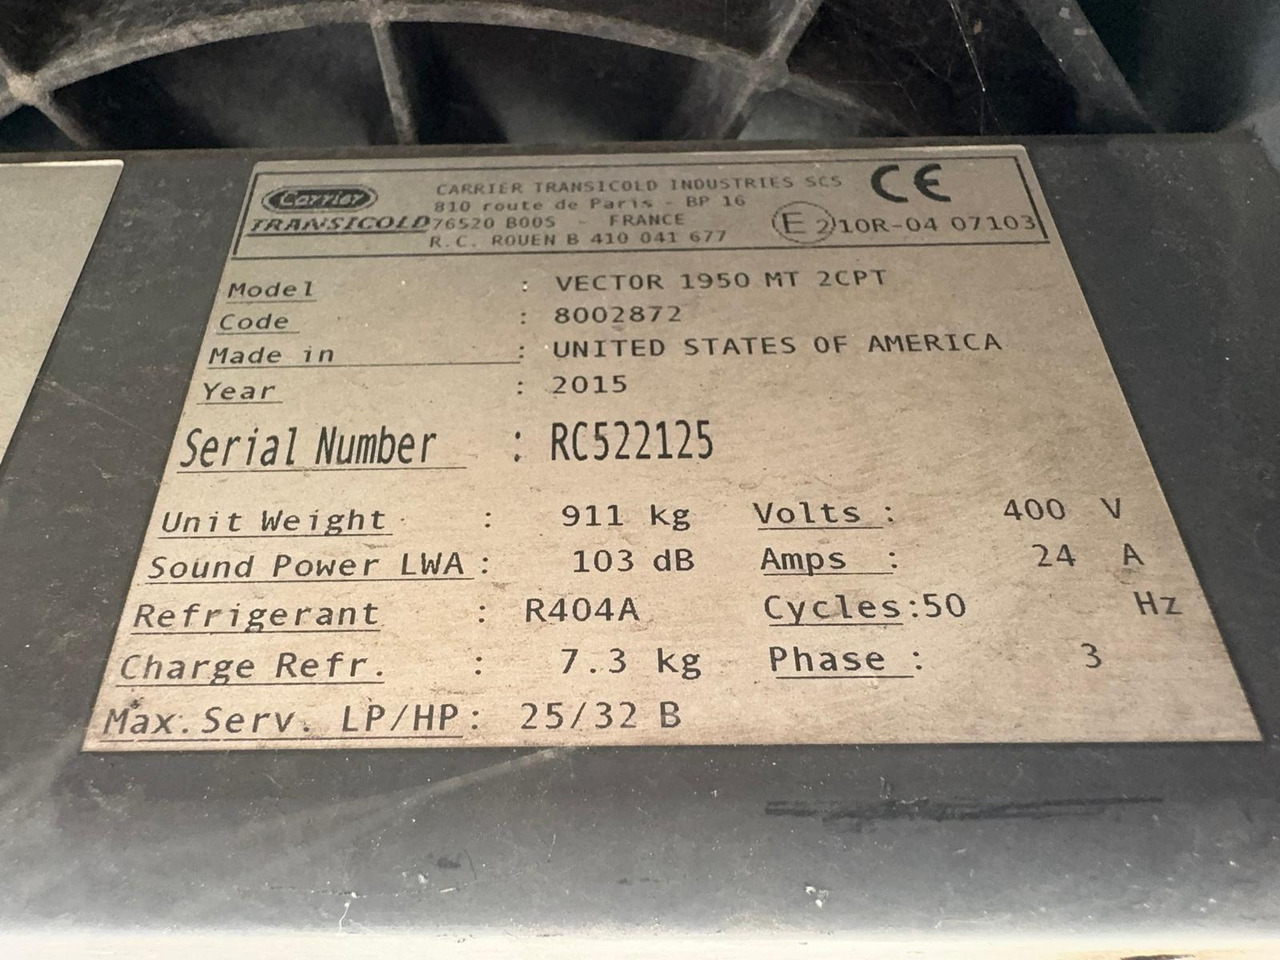 Carrier
TRANSICOLD
CARRIER TRANSICOLD INDUSTRIES SCS
810 route de Paris - BP 16
76520 BOOS - FRANCE
R.C. ROUEN B 410 041 677
CE
E 2 10R-04 07103
Model : VECTOR 1950 MT 2CPT
Code : 8002872
Made in : UNITED STATES OF AMERICA
Year : 2015
Serial Number : RC522125
Unit Weight : 911 kg Volts : 400 V
Sound Power LWA : 103 dB Amps : 24 A
Refrigerant : R404A Cycles:50 Hz
Charge Refr. : 7.3 kg Phase : 3
Max. Serv. LP/HP : 25/32 B